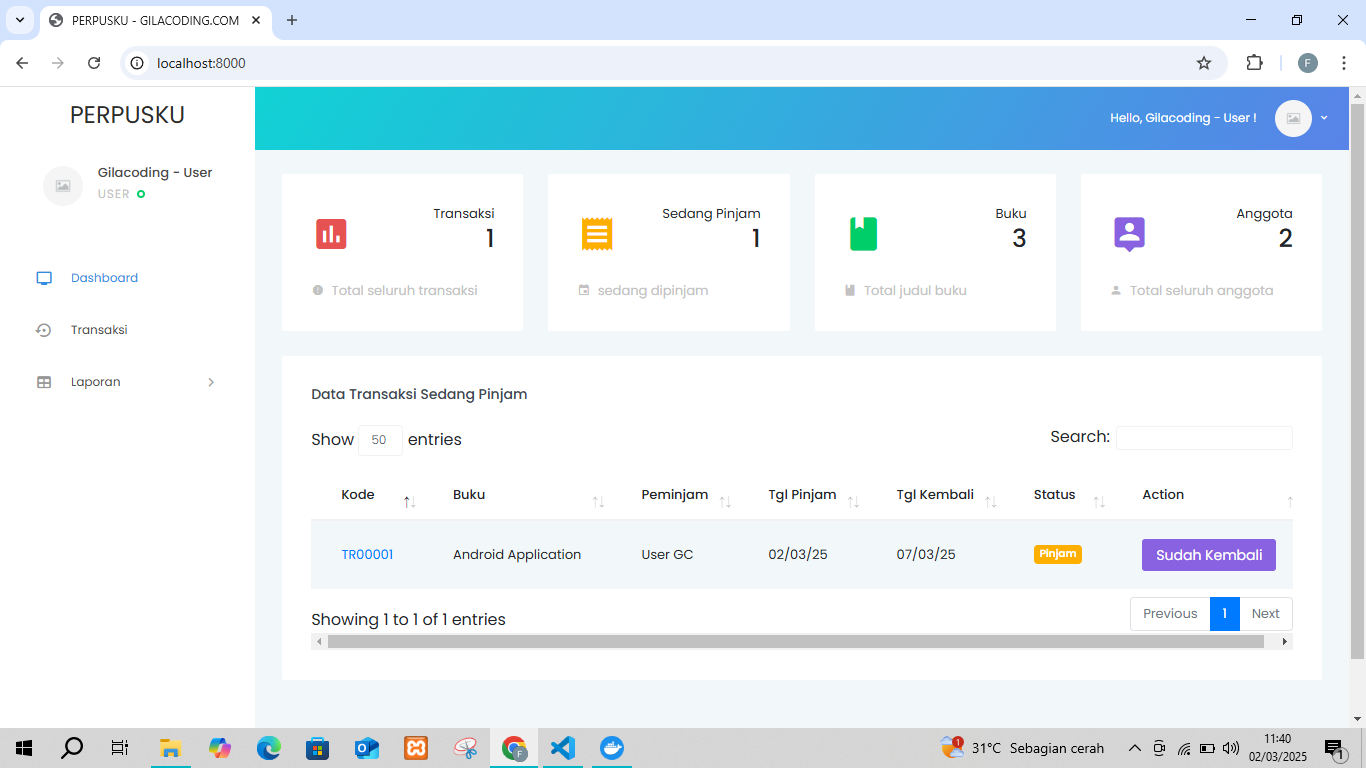 PERPUSKU - GILACODING.COM
localhost:8000
F
PERPUSKU
Hello, Gilacoding - User !
Gilacoding - User
USER
Dashboard
Transaksi
Laporan
Transaksi
1
Total seluruh transaksi
Sedang Pinjam
1
sedang dipinjam
Buku
3
Total judul buku
Anggota
2
Total seluruh anggota
Data Transaksi Sedang Pinjam
Show 50 entries
Search:
Kode Buku Peminjam Tgl Pinjam Tgl Kembali Status Action
TR00001 Android Application User GC 02/03/25 07/03/25 Pinjam Sudah Kembali
Showing 1 to 1 of 1 entries
Previous 1 Next
F
1
31°C Sebagian cerah
11:40
02/03/2025
1